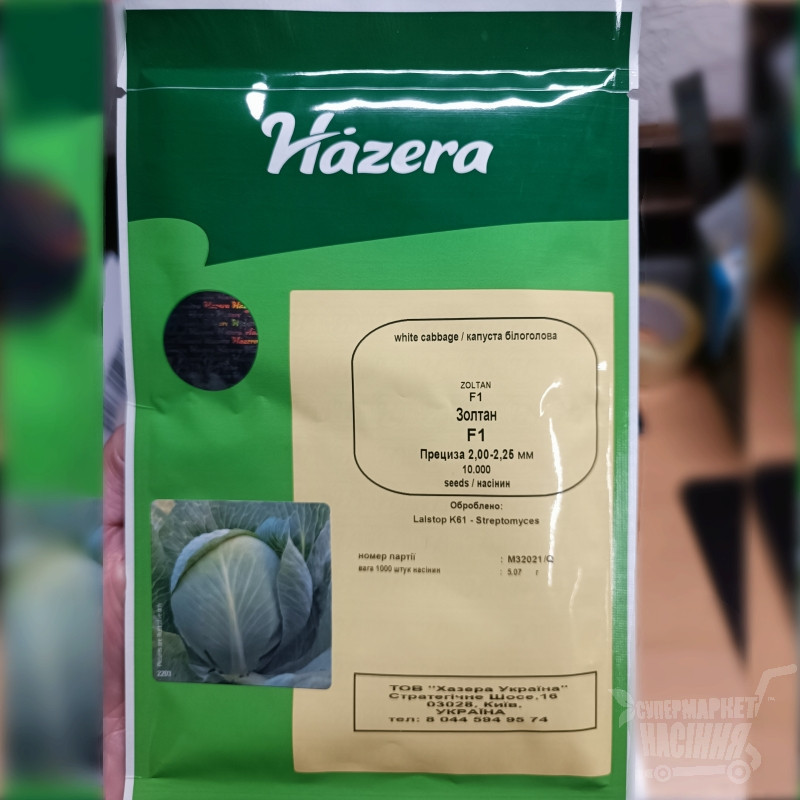 Hazera
white cabbage / капуста білоголова
ZOLTAN
F1
Золтан
F1
Прециза 2,00-2,25 мм
10.000
seeds / насінин
Оброблено:
Lalstop K61 - Streptomyces
номер партії : M32021/Q
вага 1000 штук насінин : 5.07 г
2203
ТОВ "Хазера Україна"
Стратегічне Шосе,16
03028, Київ,
УКРАЇНА
тел: 8 044 594 95 74
СУПЕРМАРКЕТ
НАСІННЯ